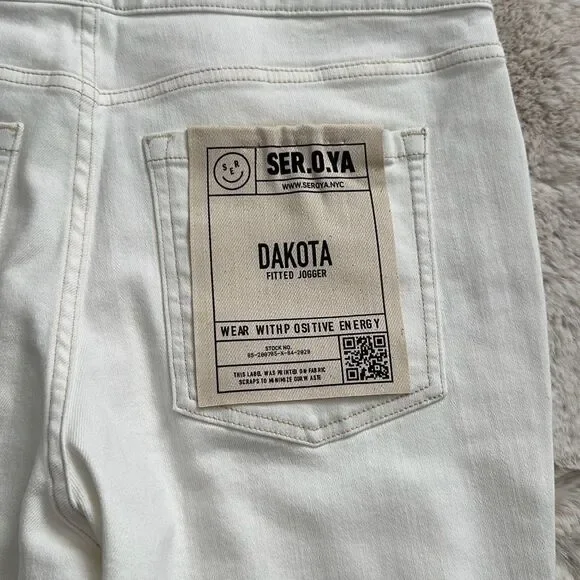 SER
SER.O.YA
WWW.SEROYA.NYC
DAKOTA
FITTED JOGGER
WEAR WITHP OSITIVE ENERGY
STOCK NO.
THIS LABEL WAS PRINTED ON FABRIC
SCRAPS TO MINIMIZE OUR WASTE